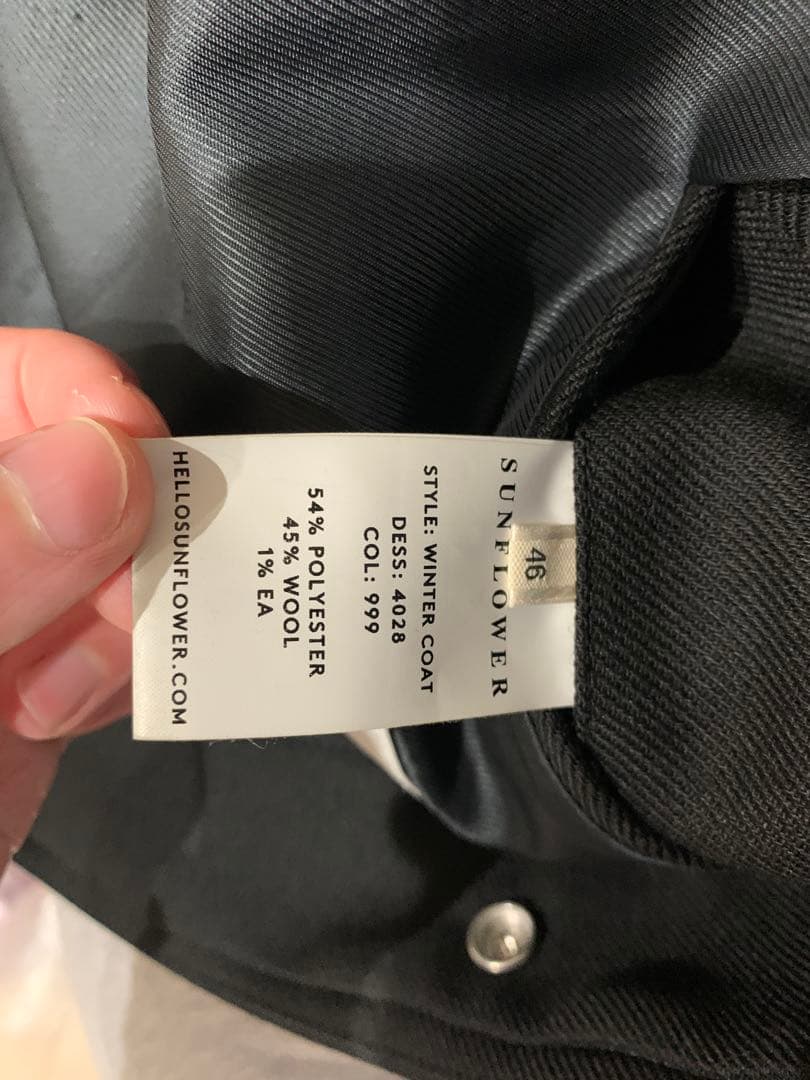 46
SUNFLOWER
STYLE: WINTER COAT
DESS: 4028
COL: 999
54% POLYESTER
45% WOOL
1% EA
HELLOSUNFLOWER.COM